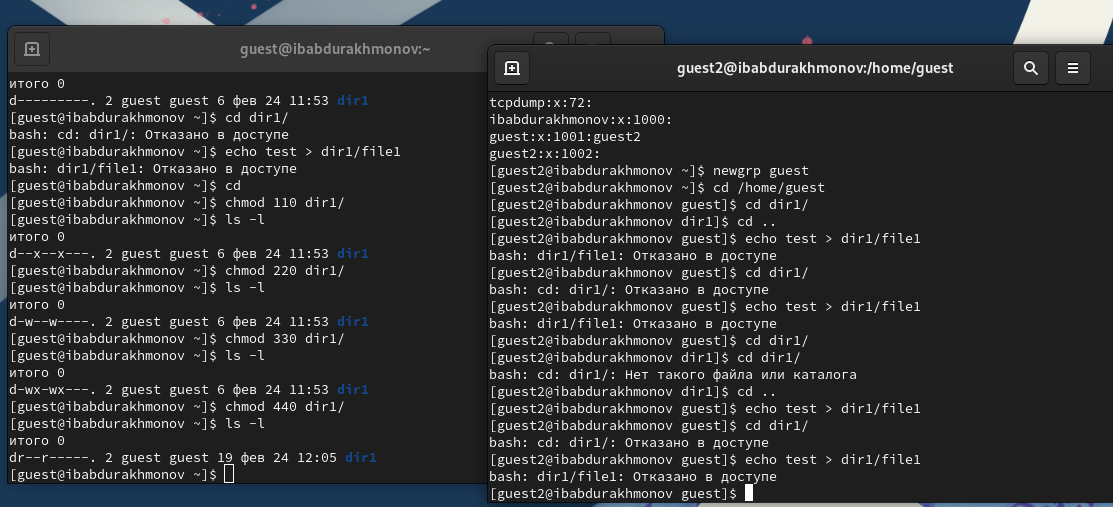 guest@ibabdurakhmonov:~
итого 0
d---------. 2 guest guest 6 фев 24 11:53 dir1
[guest@ibabdurakhmonov ~]$ cd dir1/
bash: cd: dir1/: Отказано в доступе
[guest@ibabdurakhmonov ~]$ echo test > dir1/file1
bash: dir1/file1: Отказано в доступе
[guest@ibabdurakhmonov ~]$ cd
[guest@ibabdurakhmonov ~]$ chmod 110 dir1/
[guest@ibabdurakhmonov ~]$ ls -l
итого 0
d--x--x---. 2 guest guest 6 фев 24 11:53 dir1
[guest@ibabdurakhmonov ~]$ chmod 220 dir1/
[guest@ibabdurakhmonov ~]$ ls -l
итого 0
d-w--w----. 2 guest guest 6 фев 24 11:53 dir1
[guest@ibabdurakhmonov ~]$ chmod 330 dir1/
[guest@ibabdurakhmonov ~]$ ls -l
итого 0
d-wx-wx---. 2 guest guest 6 фев 24 11:53 dir1
[guest@ibabdurakhmonov ~]$ chmod 440 dir1/
[guest@ibabdurakhmonov ~]$ ls -l
итого 0
dr--r-----. 2 guest guest 19 фев 24 12:05 dir1
[guest@ibabdurakhmonov ~]$
guest2@ibabdurakhmonov:/home/guest
tcpdump:x:72:
ibabdurakhmonov:x:1000:
guest:x:1001:guest2
guest2:x:1002:
[guest2@ibabdurakhmonov ~]$ newgrp guest
[guest2@ibabdurakhmonov ~]$ cd /home/guest
[guest2@ibabdurakhmonov guest]$ cd dir1/
[guest2@ibabdurakhmonov dir1]$ cd ..
[guest2@ibabdurakhmonov guest]$ echo test > dir1/file1
bash: dir1/file1: Отказано в доступе
[guest2@ibabdurakhmonov guest]$ cd dir1/
bash: cd: dir1/: Отказано в доступе
[guest2@ibabdurakhmonov guest]$ echo test > dir1/file1
bash: dir1/file1: Отказано в доступе
[guest2@ibabdurakhmonov guest]$ cd dir1/
[guest2@ibabdurakhmonov dir1]$ cd dir1/
bash: cd: dir1/: Нет такого файла или каталога
[guest2@ibabdurakhmonov dir1]$ cd ..
[guest2@ibabdurakhmonov guest]$ echo test > dir1/file1
[guest2@ibabdurakhmonov guest]$ cd dir1/
bash: cd: dir1/: Отказано в доступе
[guest2@ibabdurakhmonov guest]$ echo test > dir1/file1
bash: dir1/file1: Отказано в доступе
[guest2@ibabdurakhmonov guest]$